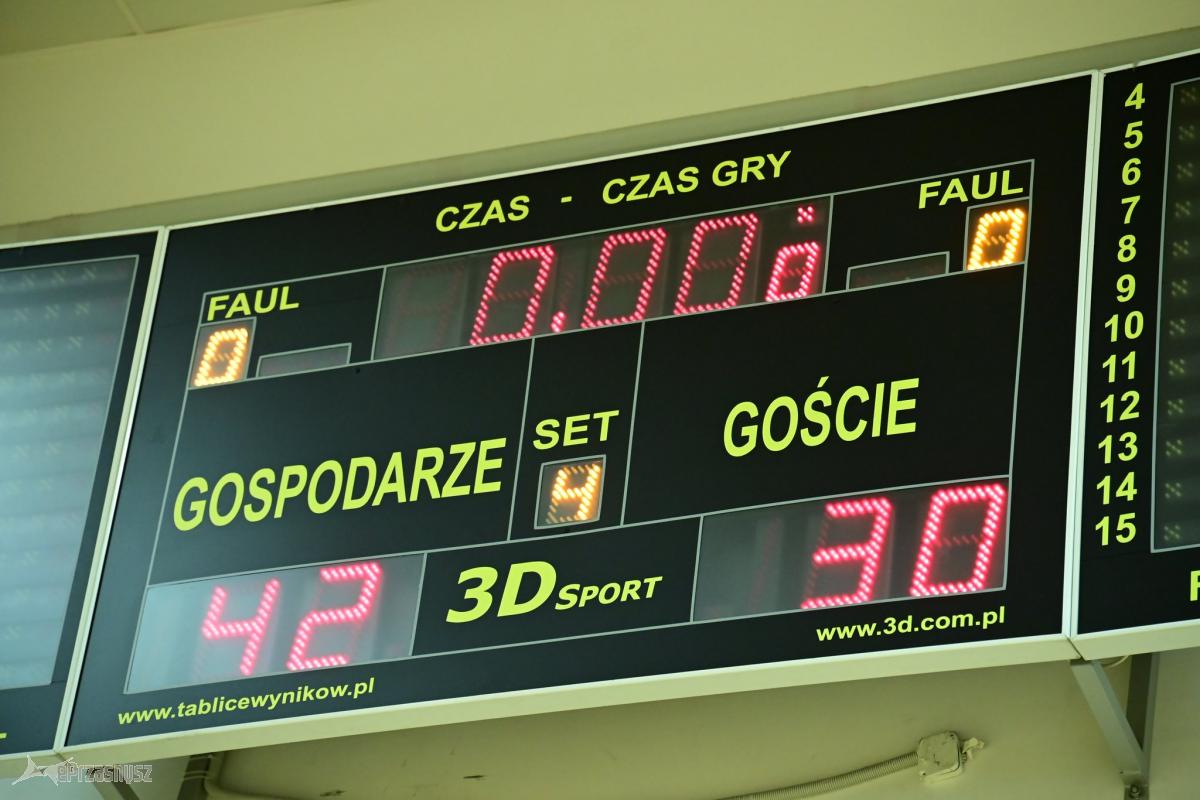 CZAS - CZAS GRY
FAUL
0
0.00
FAUL
0
GOSPODARZE
SET
4
GOŚCIE
42
3D SPORT
30
www.tablicewynikow.pl
www.3d.com.pl
4
5
6
7
8
9
10
11
12
13
14
15
ePrzasnysz